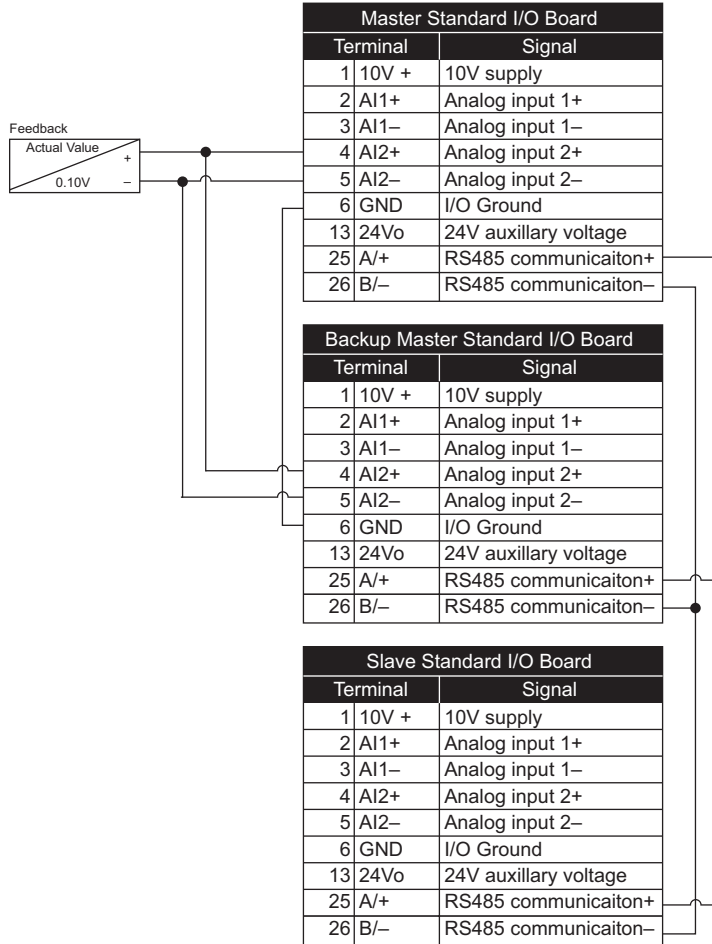 Master Standard I/O Board
Terminal Signal
1 10V + 10V supply
2 AI1+ Analog input 1+
3 AI1– Analog input 1–
4 AI2+ Analog input 2+
5 AI2– Analog input 2–
6 GND I/O Ground
13 24Vo 24V auxillary voltage
25 A/+ RS485 communicaiton+
26 B/– RS485 communicaiton–
Feedback
Actual Value
+
0.10V –
Backup Master Standard I/O Board
Terminal Signal
1 10V + 10V supply
2 AI1+ Analog input 1+
3 AI1– Analog input 1–
4 AI2+ Analog input 2+
5 AI2– Analog input 2–
6 GND I/O Ground
13 24Vo 24V auxillary voltage
25 A/+ RS485 communicaiton+
26 B/– RS485 communicaiton–
Slave Standard I/O Board
Terminal Signal
1 10V + 10V supply
2 AI1+ Analog input 1+
3 AI1– Analog input 1–
4 AI2+ Analog input 2+
5 AI2– Analog input 2–
6 GND I/O Ground
13 24Vo 24V auxillary voltage
25 A/+ RS485 communicaiton+
26 B/– RS485 communicaiton–